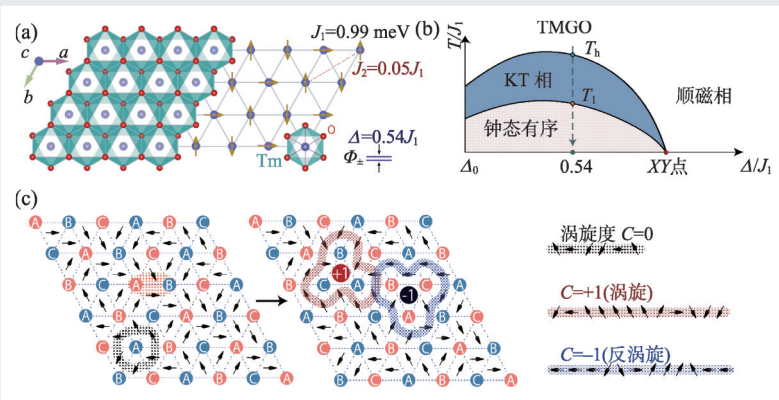 (a)
c
a
b
J₁=0.99 meV
J₂=0.05J₁
O
Tm
Δ=0.54J₁
Φ±
(b)
T/J₁
TMGO
Tₕ
KT 相
T₁
顺磁相
钟态有序
Δ₀
0.54
XY点
Δ/J₁
(c)
A B C A B C
C A B C A B
B C A B C A
A B C A B C
C A B C A B
B C A B C A
A B C A B C
C A B C A B
+1
B C A B C A
-1
A B C A B C
C A B C A B
B C A B C A
涡旋度 C=0
C=+1(涡旋)
C=−1(反涡旋)